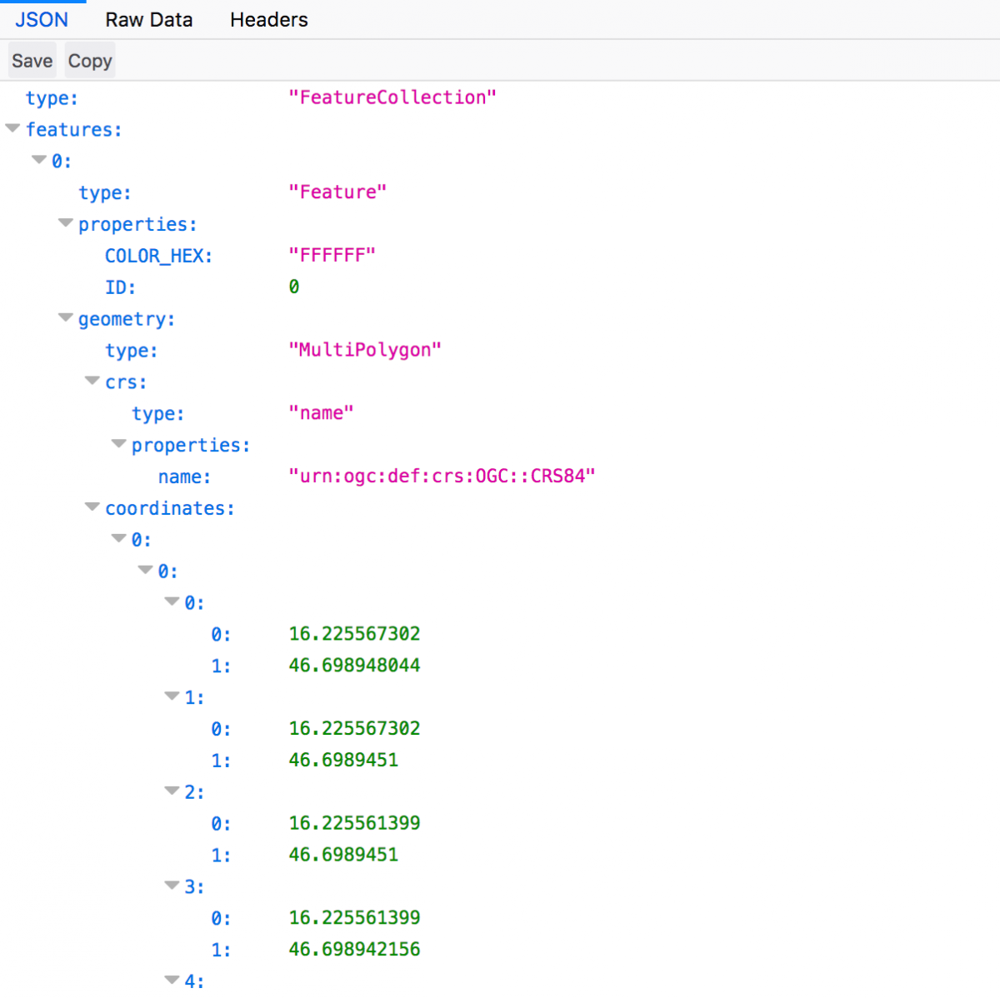 JSON Raw Data Headers
Save Copy
type: "FeatureCollection"
features:
0:
type: "Feature"
properties:
COLOR_HEX: "FFFFFF"
ID: 0
geometry:
type: "MultiPolygon"
crs:
type: "name"
properties:
name: "urn:ogc:def:crs:OGC::CRS84"
coordinates:
0:
0:
0:
0: 16.225567302
1: 46.698948044
1:
0: 16.225567302
1: 46.6989451
2:
0: 16.225561399
1: 46.6989451
3:
0: 16.225561399
1: 46.698942156
4: